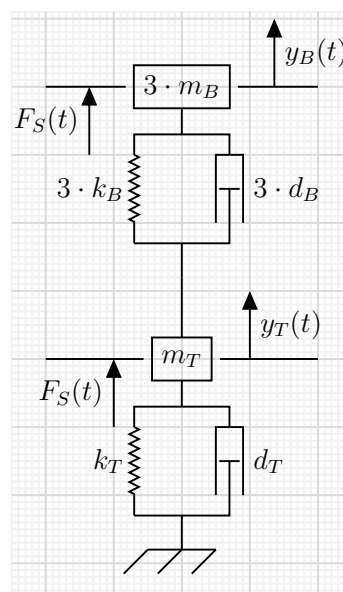 y_B(t)
3 · m_B
F_S(t)
3 · k_B
3 · d_B
y_T(t)
m_T
F_S(t)
k_T
d_T